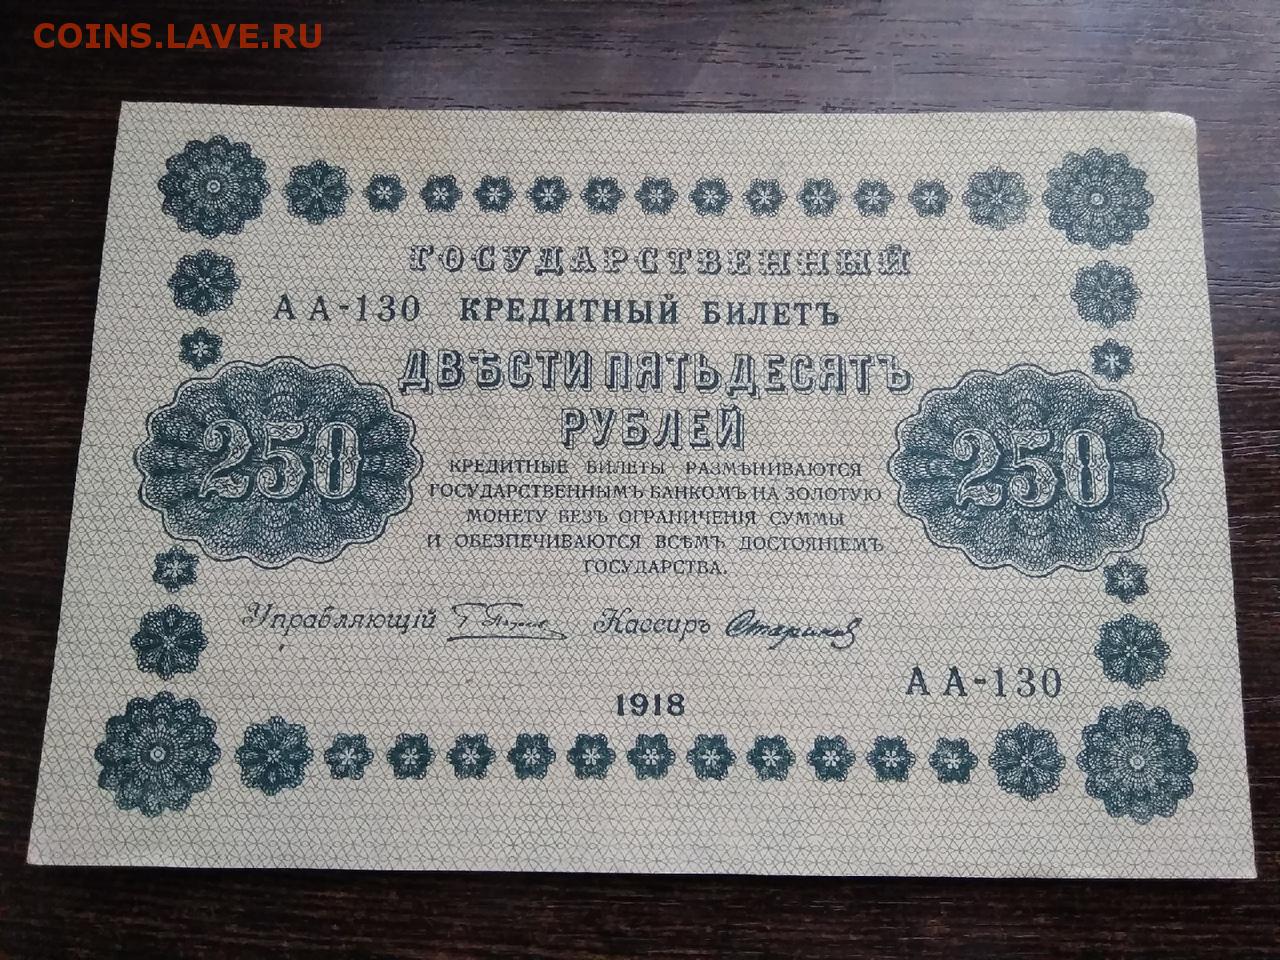 COINS.LAVE.RU
ГОСУДАРСТВЕННЫЙ
АА-130 КРЕДИТНЫЙ БИЛЕТЪ
ДВѢСТИ ПЯТЬДЕСЯТЪ
РУБЛЕЙ
250 250
КРЕДИТНЫЕ БИЛЕТЫ РАЗМѢНИВАЮТСЯ
ГОСУДАРСТВЕННЫМЪ БАНКОМЪ НА ЗОЛОТУЮ
МОНЕТУ БЕЗЪ ОГРАНИЧЕНІЯ СУММЫ
И ОБЕЗПЕЧИВАЮТСЯ ВСѢМЪ ДОСТОЯНІЕМЪ
ГОСУДАРСТВА.
Управляющій Кассиръ Стариков
АА-130
1918